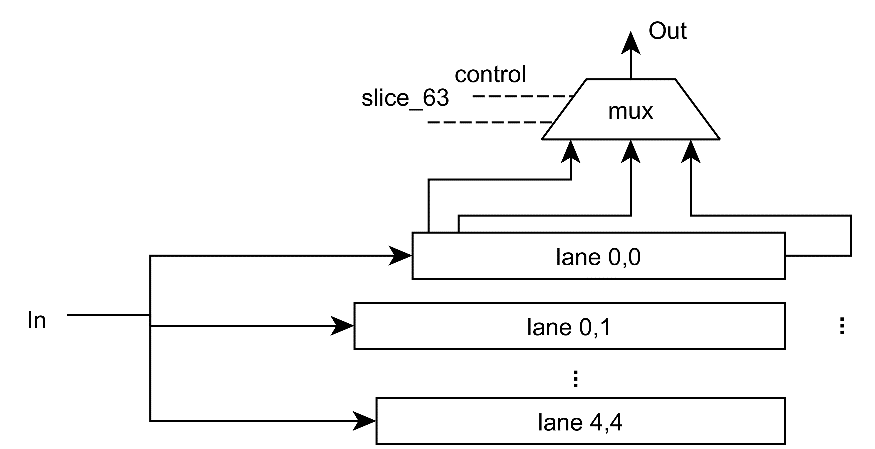 Out
control
slice_63
mux
lane 0,0
In
lane 0,1
...
...
lane 4,4